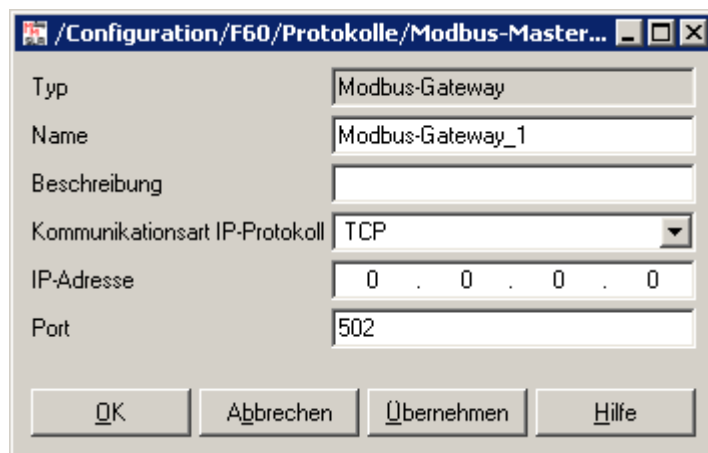 /Configuration/F60/Protokolle/Modbus-Master...
Typ Modbus-Gateway
Name Modbus-Gateway_1
Beschreibung
Kommunikationsart IP-Protokoll TCP
IP-Adresse 0 . 0 . 0 . 0
Port 502
OK Abbrechen Übernehmen Hilfe